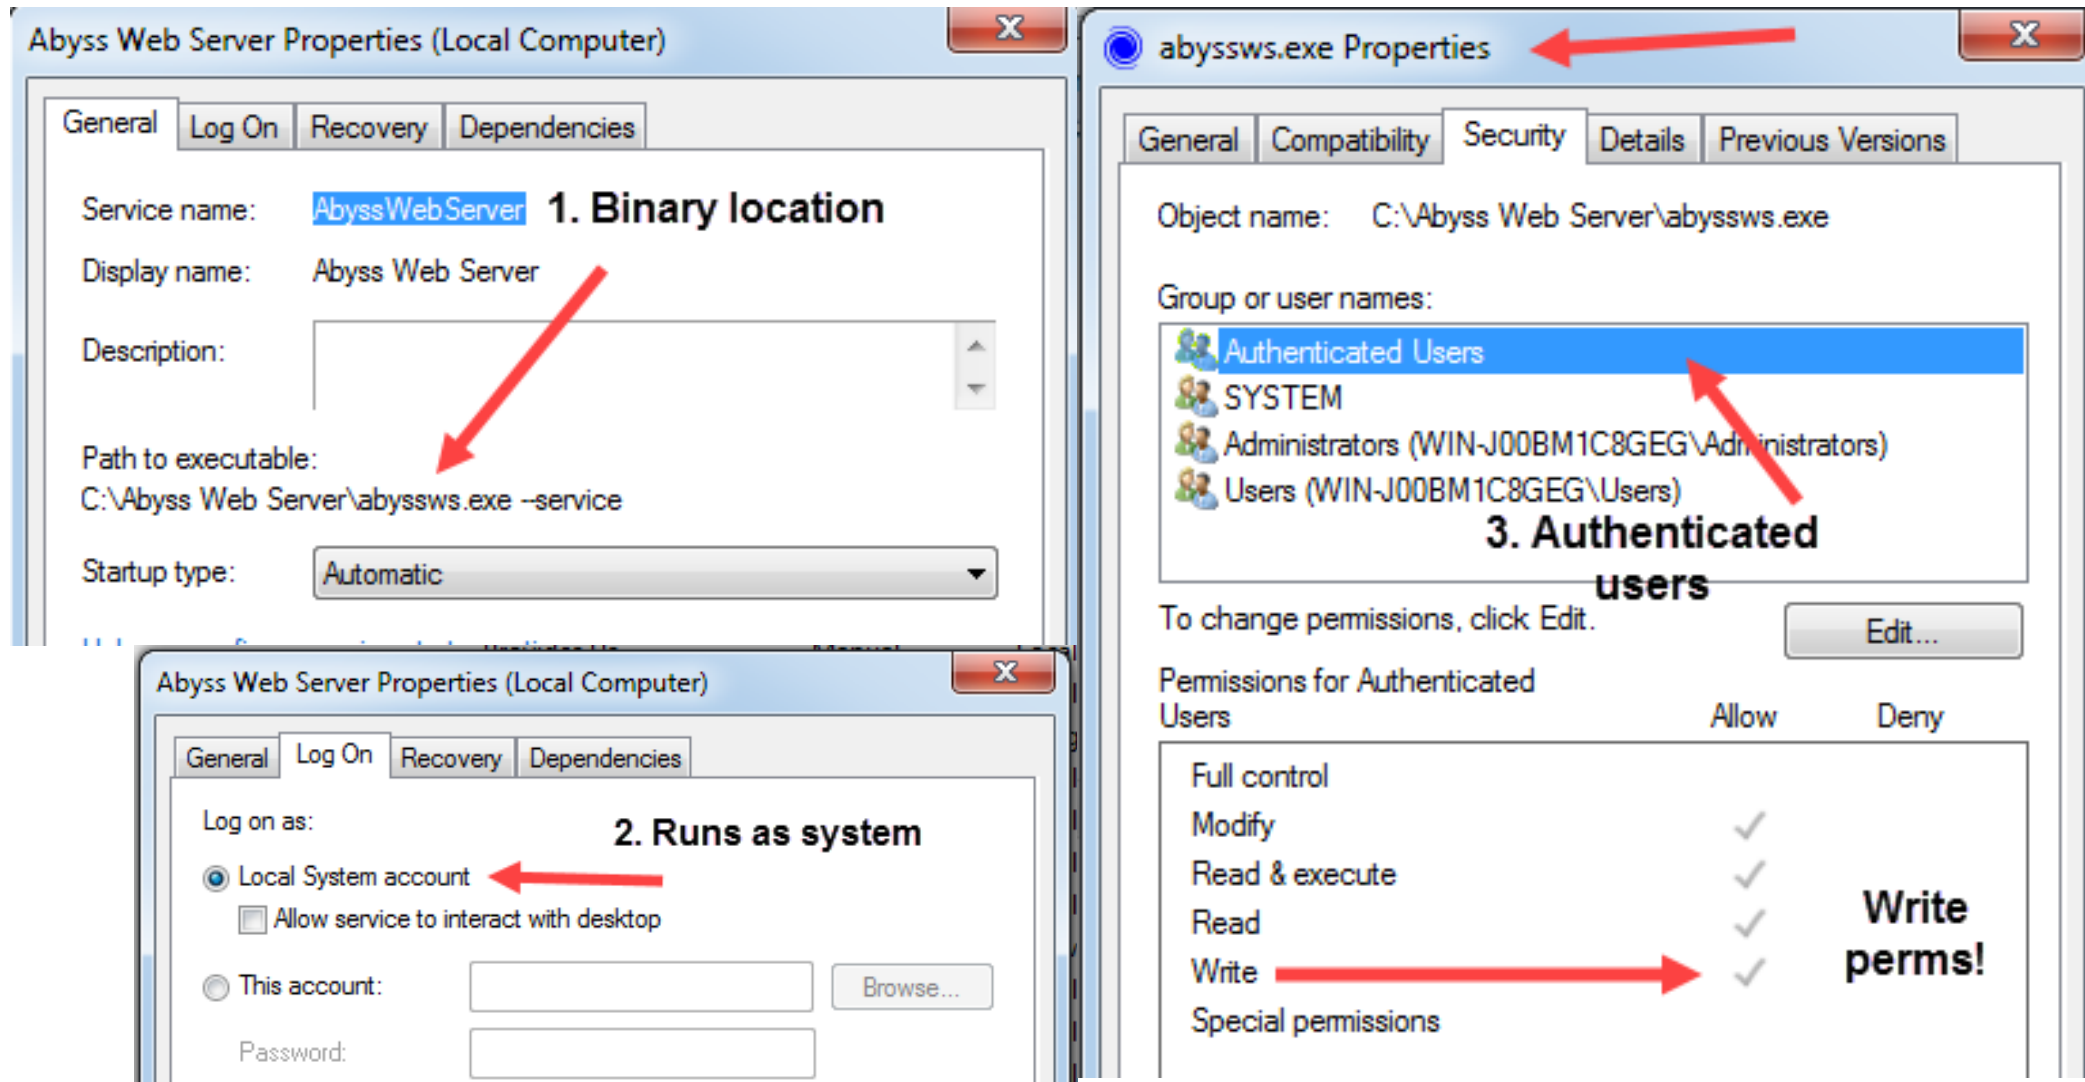 Abyss Web Server Properties (Local Computer)
General Log On Recovery Dependencies
Service name: AbyssWebServer 1. Binary location
Display name: Abyss Web Server
Description:
Path to executable:
C:\Abyss Web Server\abyssws.exe --service
Startup type: Automatic
Abyss Web Server Properties (Local Computer)
General Log On Recovery Dependencies
Log on as:
2. Runs as system
Local System account
Allow service to interact with desktop
This account: Browse...
Password:
abyssws.exe Properties
General Compatibility Security Details Previous Versions
Object name: C:\Abyss Web Server\abyssws.exe
Group or user names:
Authenticated Users
SYSTEM
Administrators (WIN-J00BM1C8GEG\Administrators)
Users (WIN-J00BM1C8GEG\Users)
3. Authenticated
users
To change permissions, click Edit. Edit...
Permissions for Authenticated
Users Allow Deny
Full control
Modify
Read & execute
Read
Write
Special permissions
Write
perms!